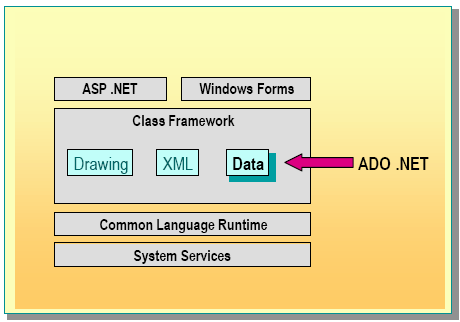 ASP .NET
Windows Forms
Class Framework
Drawing
XML
Data
ADO .NET
Common Language Runtime
System Services